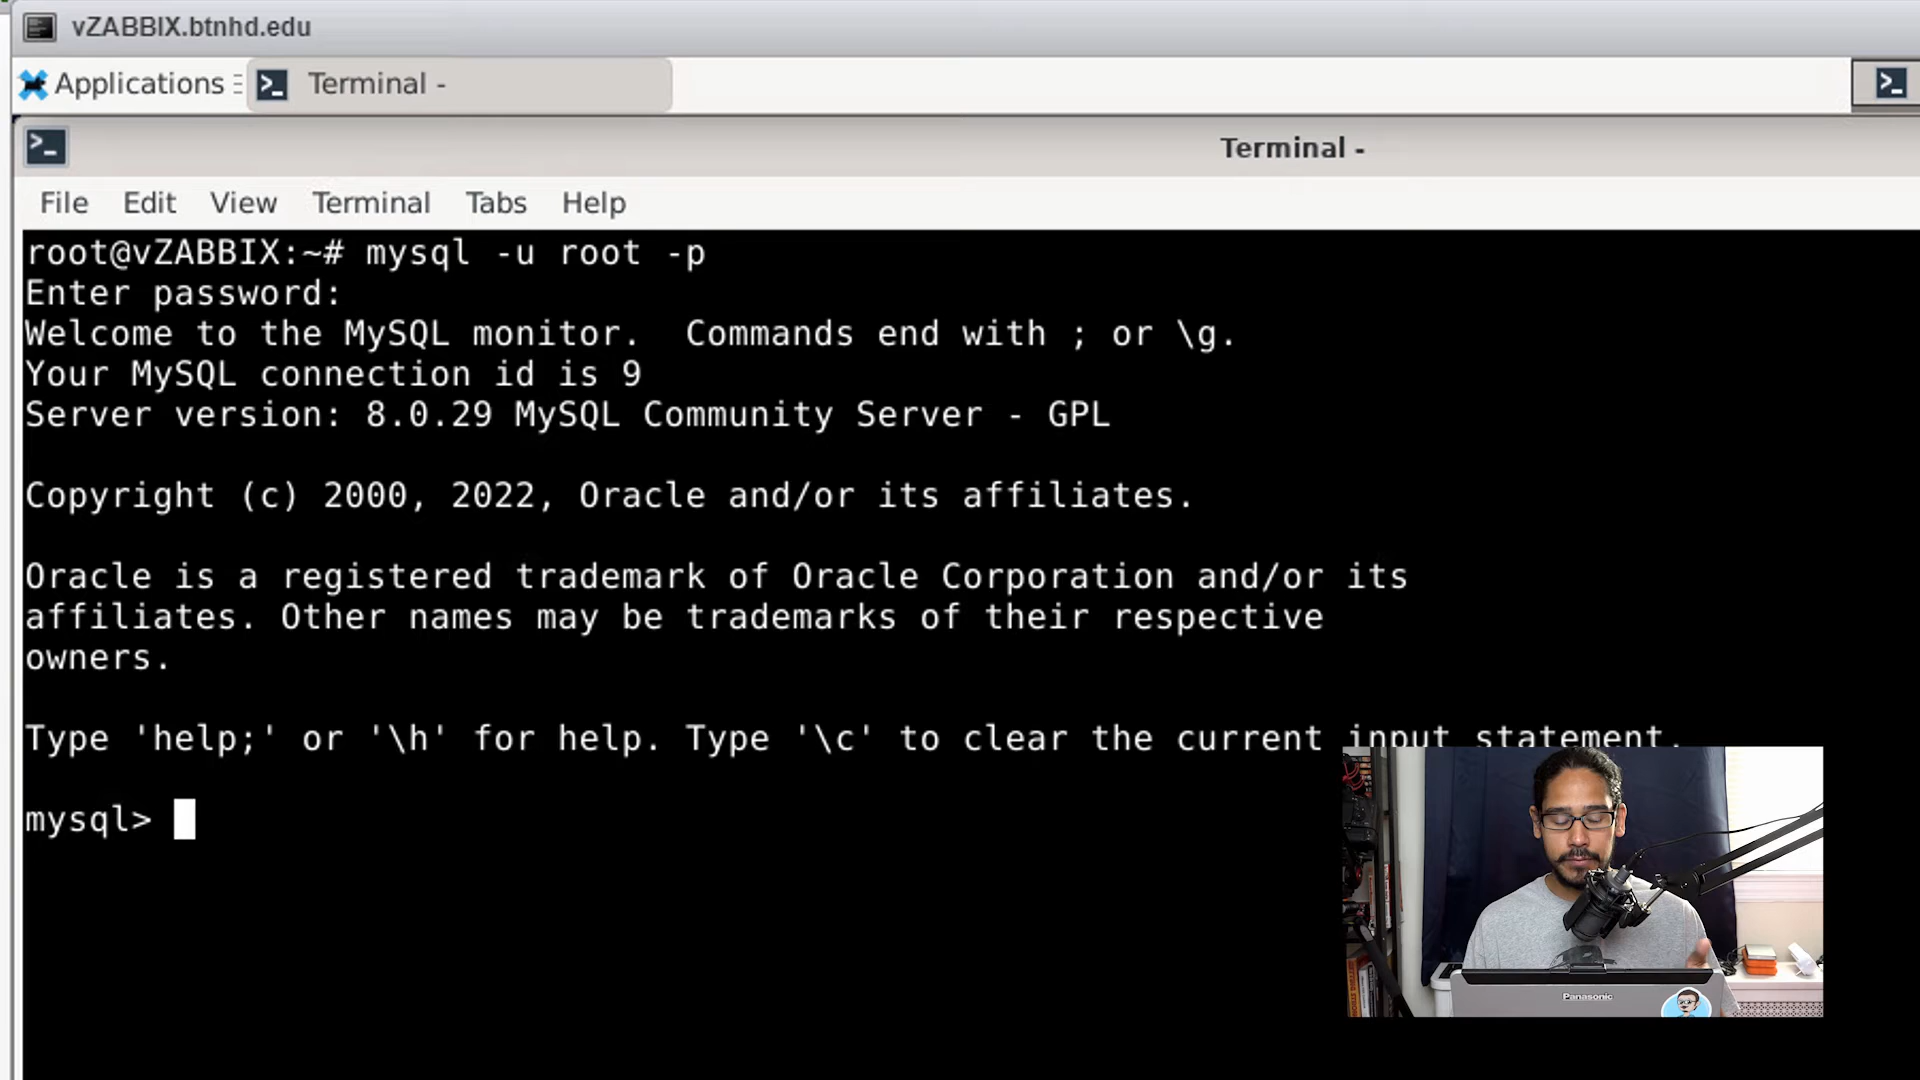 vZABBIX.btnhd.edu
Applications
Terminal -
Terminal -
File Edit View Terminal Tabs Help
root@vZABBIX:~# mysql -u root -p
Enter password:
Welcome to the MySQL monitor.  Commands end with ; or \g.
Your MySQL connection id is 9
Server version: 8.0.29 MySQL Community Server - GPL
Copyright (c) 2000, 2022, Oracle and/or its affiliates.
Oracle is a registered trademark of Oracle Corporation and/or its
affiliates. Other names may be trademarks of their respective
owners.
Type 'help;' or '\h' for help. Type '\c' to clear the current input statement.
mysql>
Panasonic